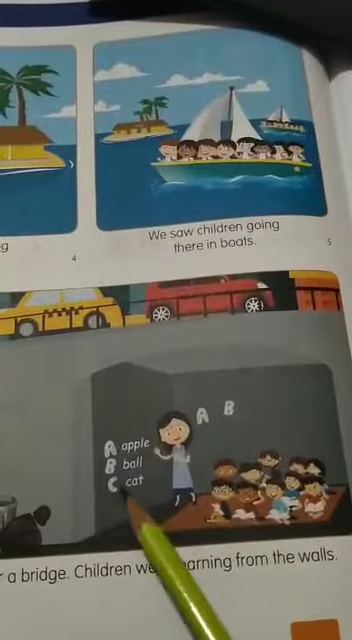 g
4
We saw children going
there in boats.
5
A B
A apple
B ball
C cat
a bridge. Children we arning from the walls.